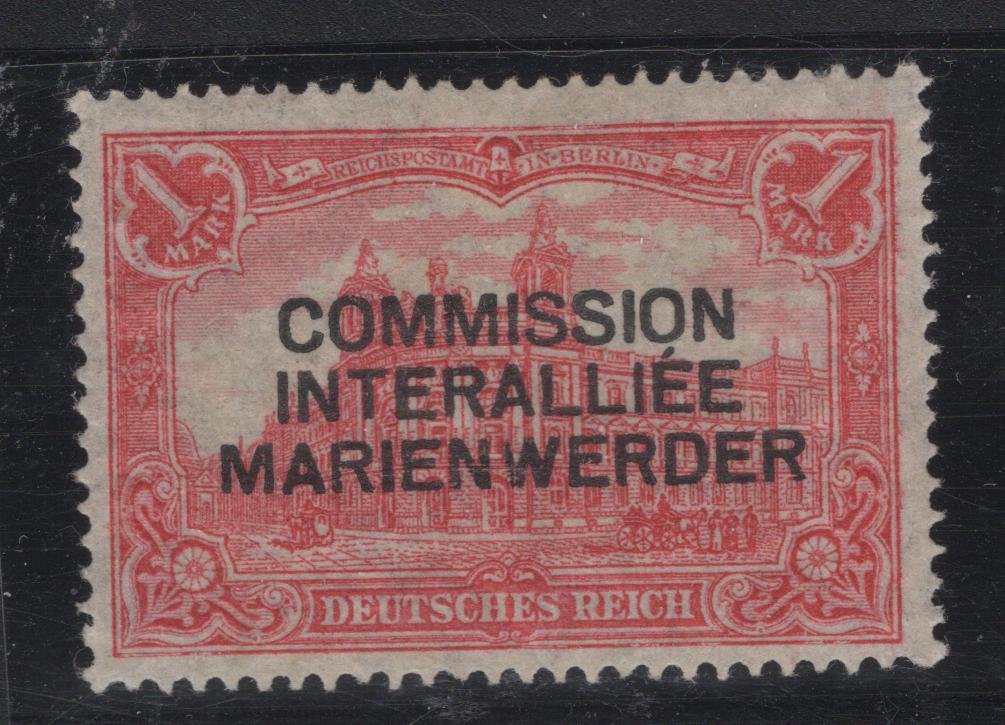 REICHSPOSTAMT IN BERLIN
1 MARK
1 MARK
COMMISSION
INTERALLIÉE
MARIENWERDER
DEUTSCHES REICH